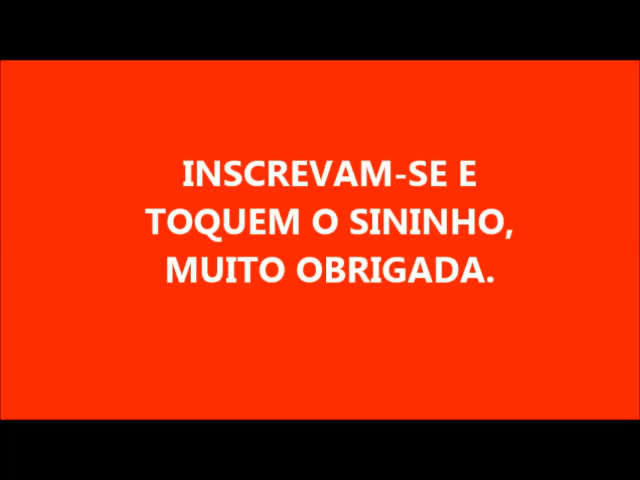 INSCREVAM-SE E
TOQUEM O SININHO,
MUITO OBRIGADA.